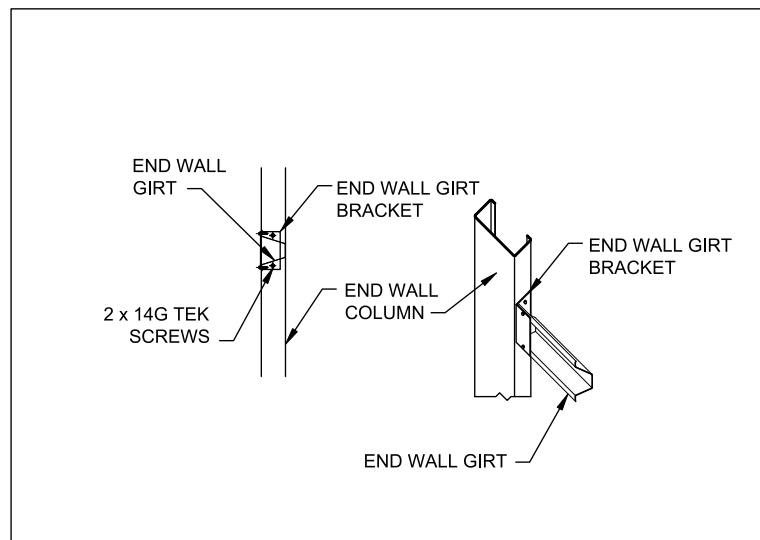 END WALL
GIRT
END WALL GIRT
BRACKET
2 x 14G TEK
SCREWS
END WALL
COLUMN
END WALL GIRT
BRACKET
END WALL GIRT